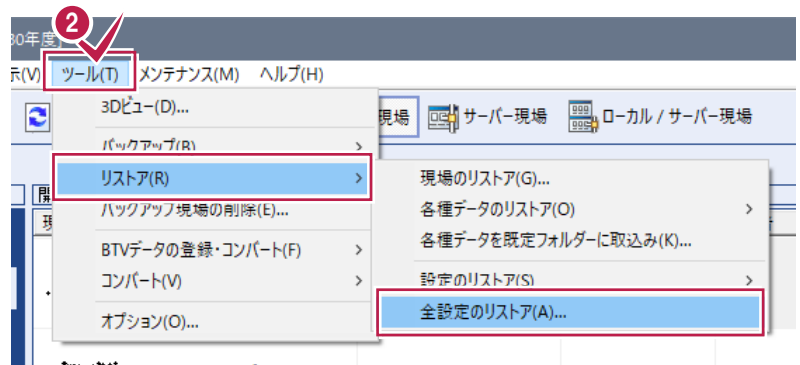 2
30年度
示(V) ツール(T) メンテナンス(M) ヘルプ(H)
現場 サーバー現場 ローカル / サーバー現場
3Dビュー(D)...
バックアップ(B)
リストア(R)
バックアップ現場の削除(E)...
BTVデータの登録・コンバート(F)
コンバート(V)
オプション(O)...
現場のリストア(G)...
各種データのリストア(O)
各種データを既定フォルダーに取込み(K)...
設定のリストア(S)
全設定のリストア(A)...